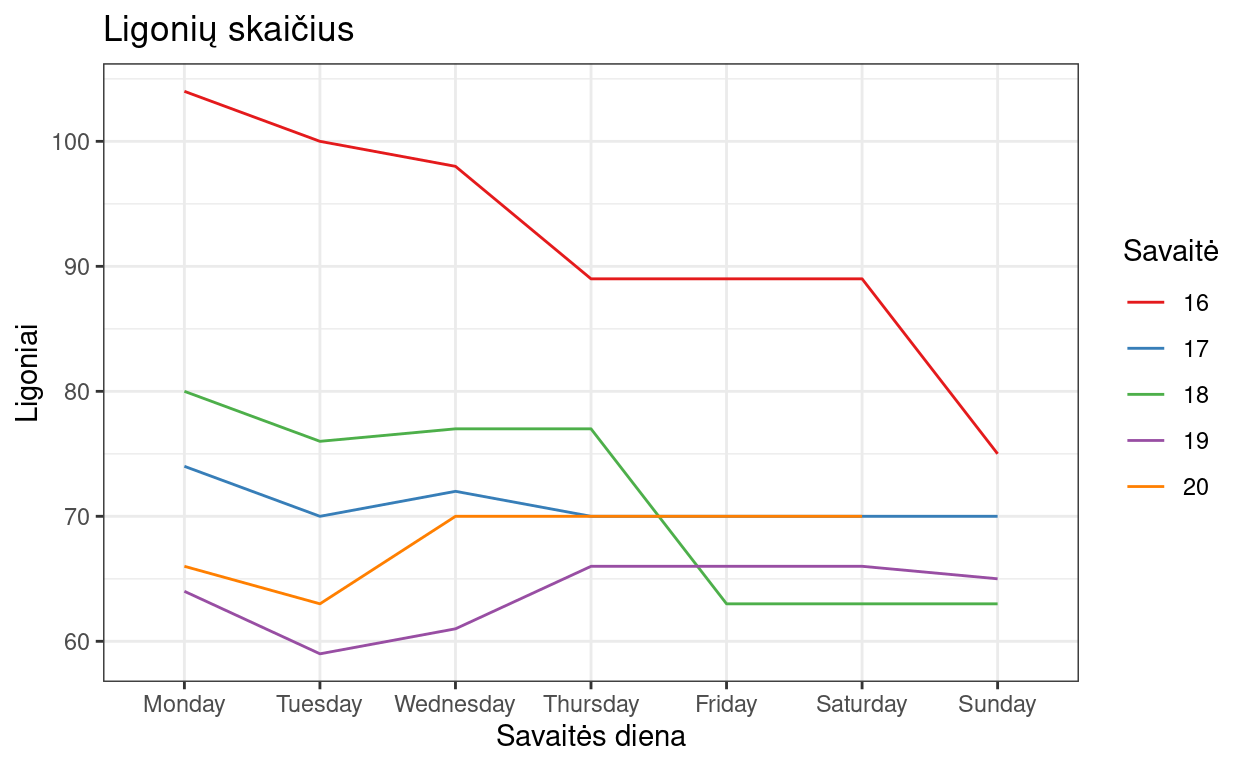 Ligonių skaičius
Ligoniai
100
90
80
70
60
Monday Tuesday Wednesday Thursday Friday Saturday Sunday
Savaitės diena
Savaitė
16
17
18
19
20